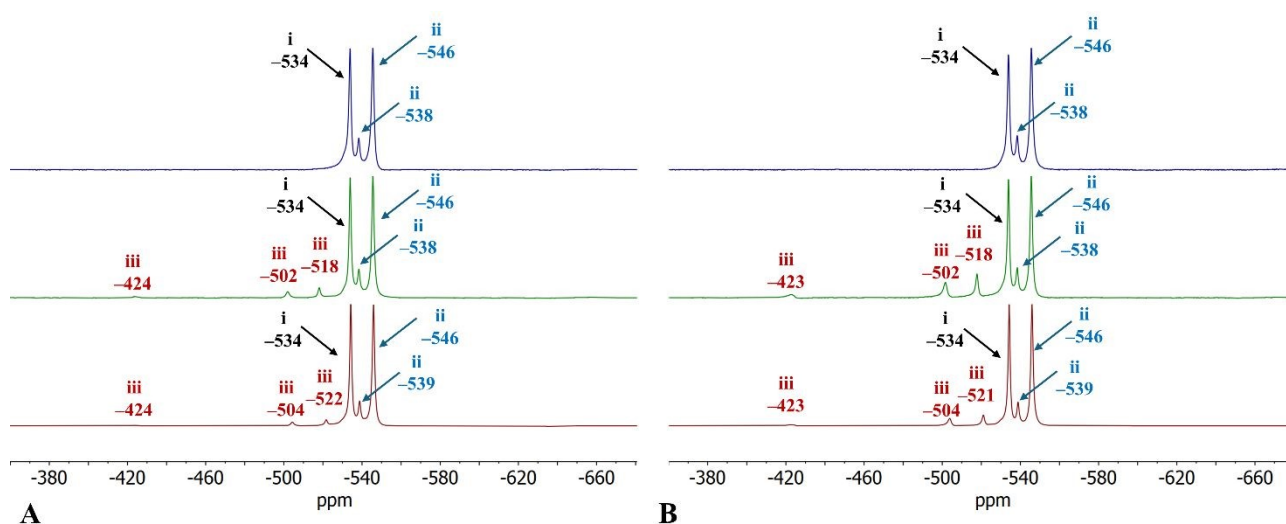 i
–534
ii
–546
ii
–538
i
–534
ii
–546
ii
–538
iii
–424
iii
–502
iii
–518
i
–534
ii
–546
ii
–539
iii
–424
iii
–504
iii
–522
-380 -420 -460 -500 -540 -580 -620 -660
ppm
A
i
–534
ii
–546
ii
–538
i
–534
ii
–546
ii
–538
iii
–423
iii
–502
iii
–518
i
–534
ii
–546
ii
–539
iii
–423
iii
–504
iii
–521
-380 -420 -460 -500 -540 -580 -620 -660
ppm
B